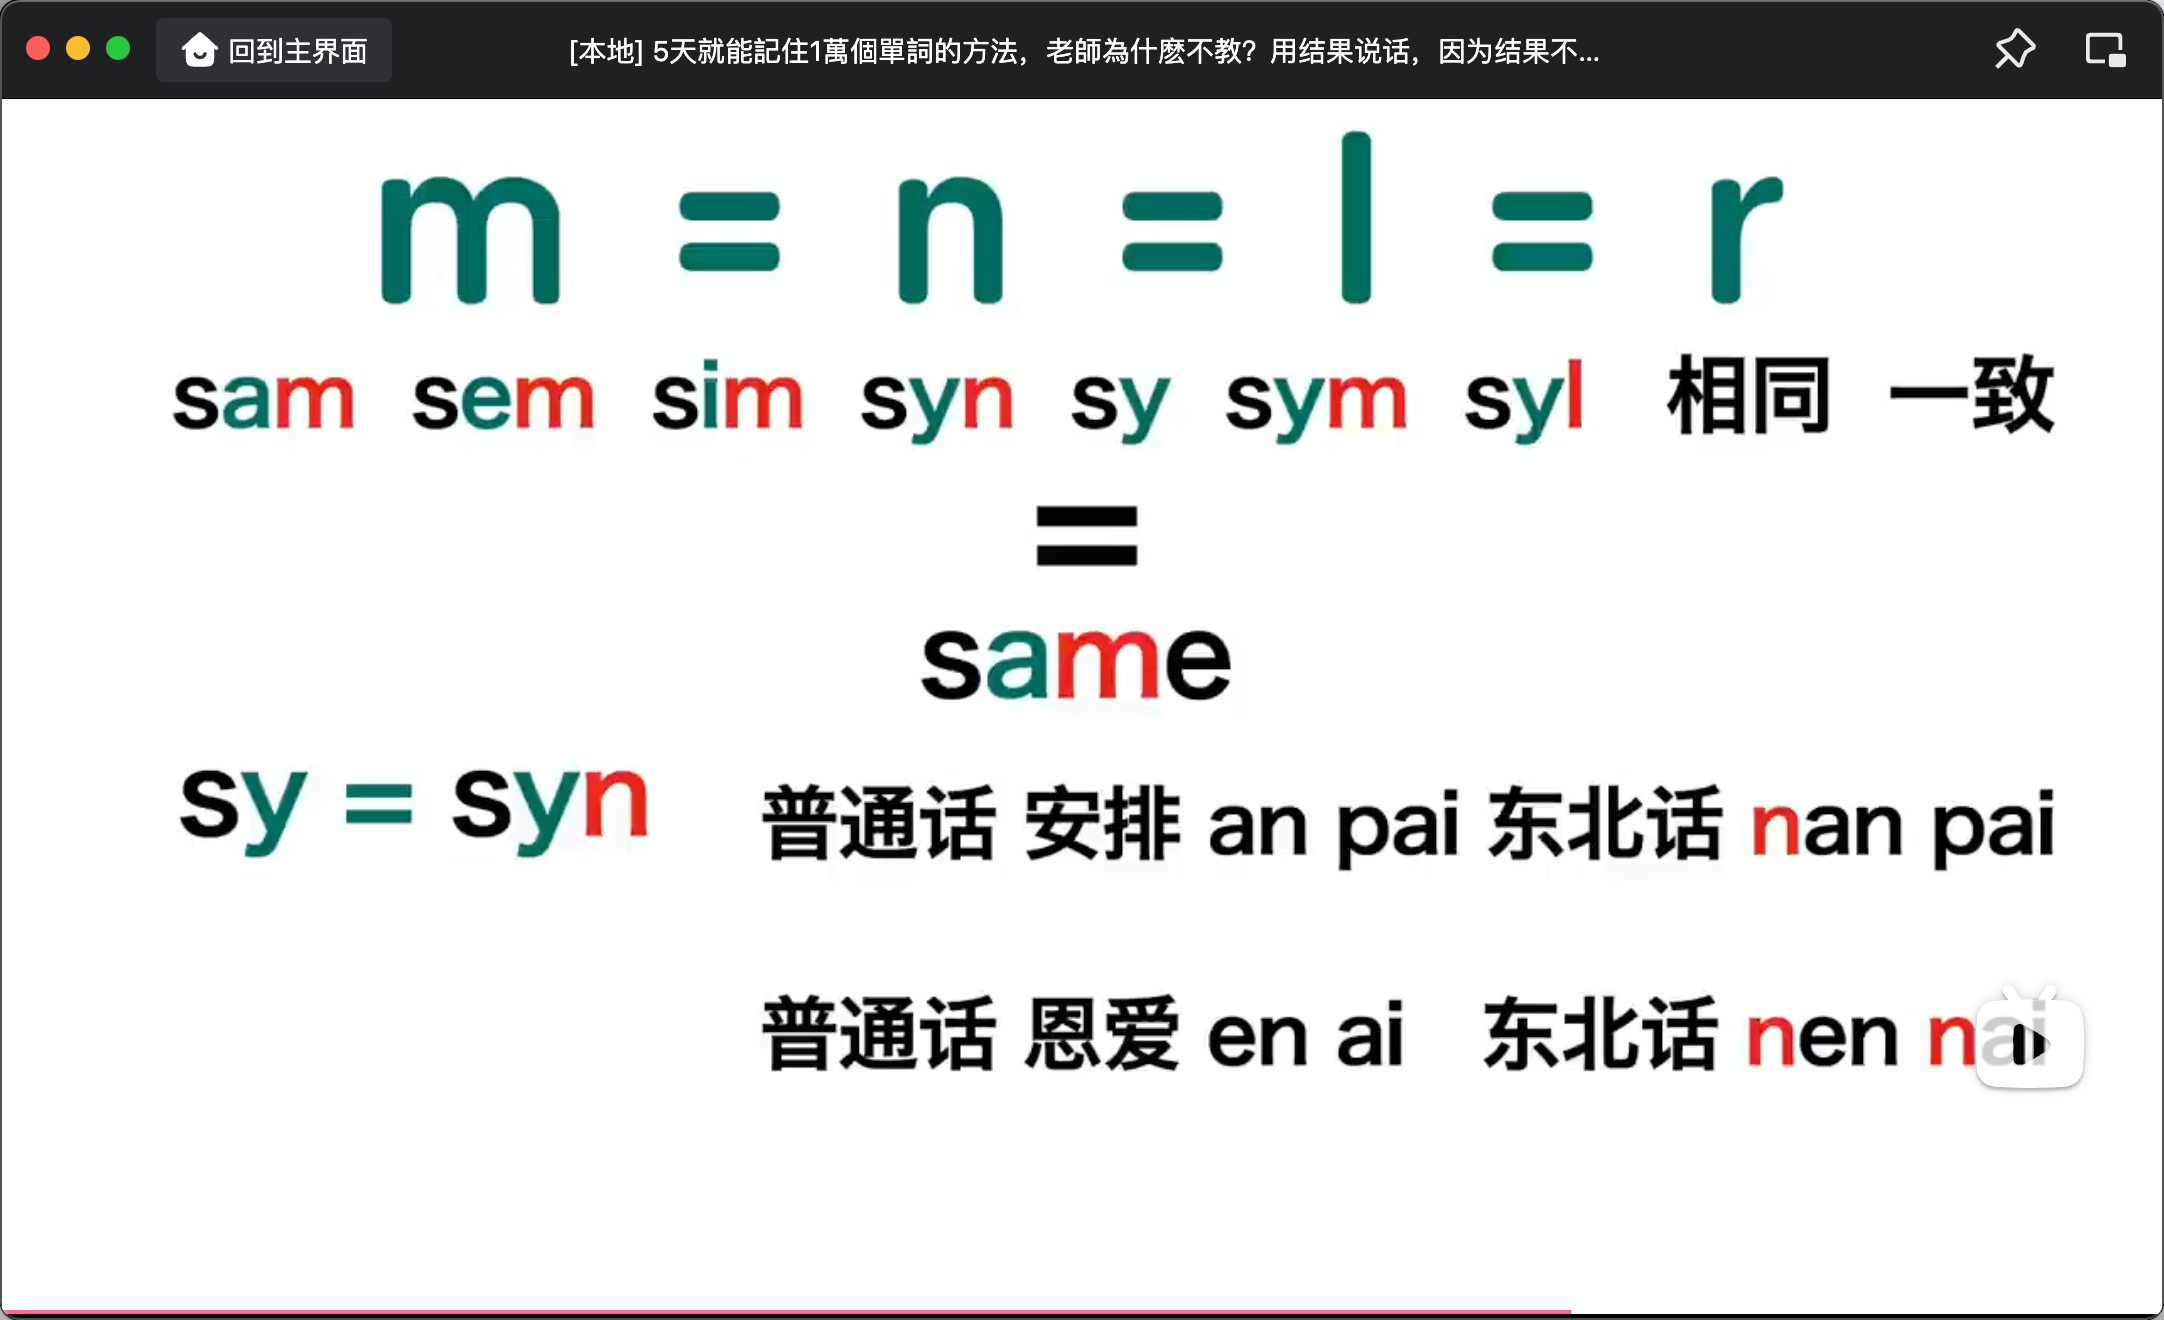 回到主界面 [本地] 5天就能記住1萬個單詞的方法，老師為什麽不教？用结果说话，因为结果不...
m = n = l = r
sam sem sim syn sy sym syl 相同 一致
=
same
sy = syn
普通话 安排 an pai 东北话 nan pai
普通话 恩爱 en ai 东北话 nen nai